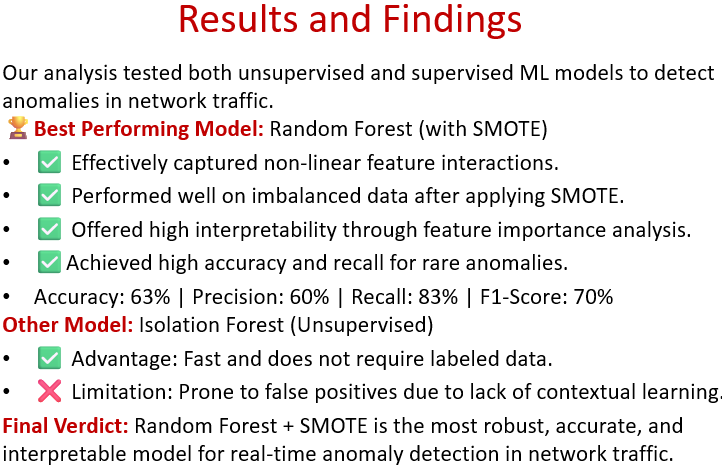 Results and Findings
Our analysis tested both unsupervised and supervised ML models to detect
anomalies in network traffic.
🏆Best Performing Model: Random Forest (with SMOTE)
• ✅ Effectively captured non-linear feature interactions.
• ✅ Performed well on imbalanced data after applying SMOTE.
• ✅ Offered high interpretability through feature importance analysis.
• ✅Achieved high accuracy and recall for rare anomalies.
• Accuracy: 63% | Precision: 60% | Recall: 83% | F1-Score: 70%
Other Model: Isolation Forest (Unsupervised)
• ✅ Advantage: Fast and does not require labeled data.
• ❌ Limitation: Prone to false positives due to lack of contextual learning.
Final Verdict: Random Forest + SMOTE is the most robust, accurate, and
interpretable model for real-time anomaly detection in network traffic.